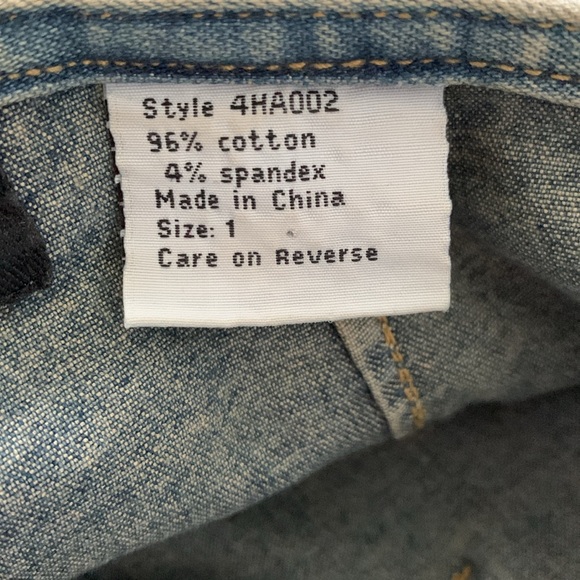 Style 4HA002
96% cotton
4% spandex
Made in China
Size: 1
Care on Reverse